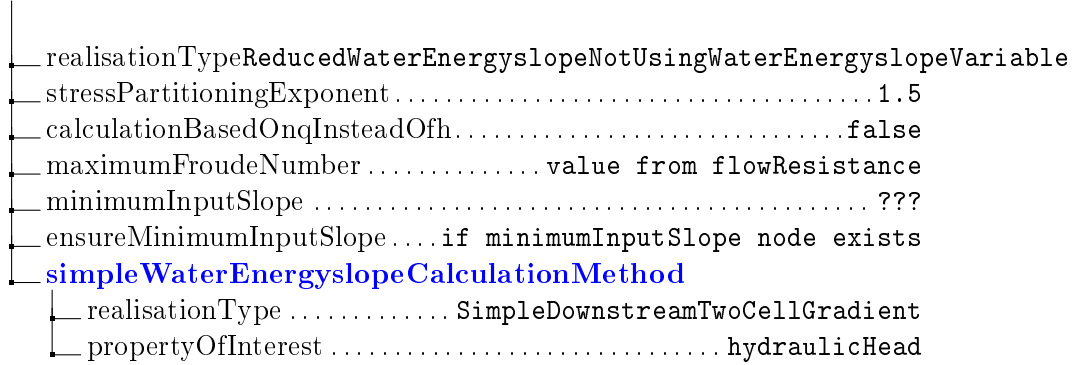 realisationTypeReducedWaterEnergyslopeNotUsingWaterEnergyslopeVariable
stressPartitioningExponent........................................1.5
calculationBasedOnqInsteadOfh................................false
maximumFroudeNumber..............value from flowResistance
minimumInputSlope..............................................???
ensureMinimumInputSlope....if minimumInputSlope node exists
simpleWaterEnergyslopeCalculationMethod
realisationType.............SimpleDownstreamTwoCellGradient
propertyOfInterest................................hydraulicHead